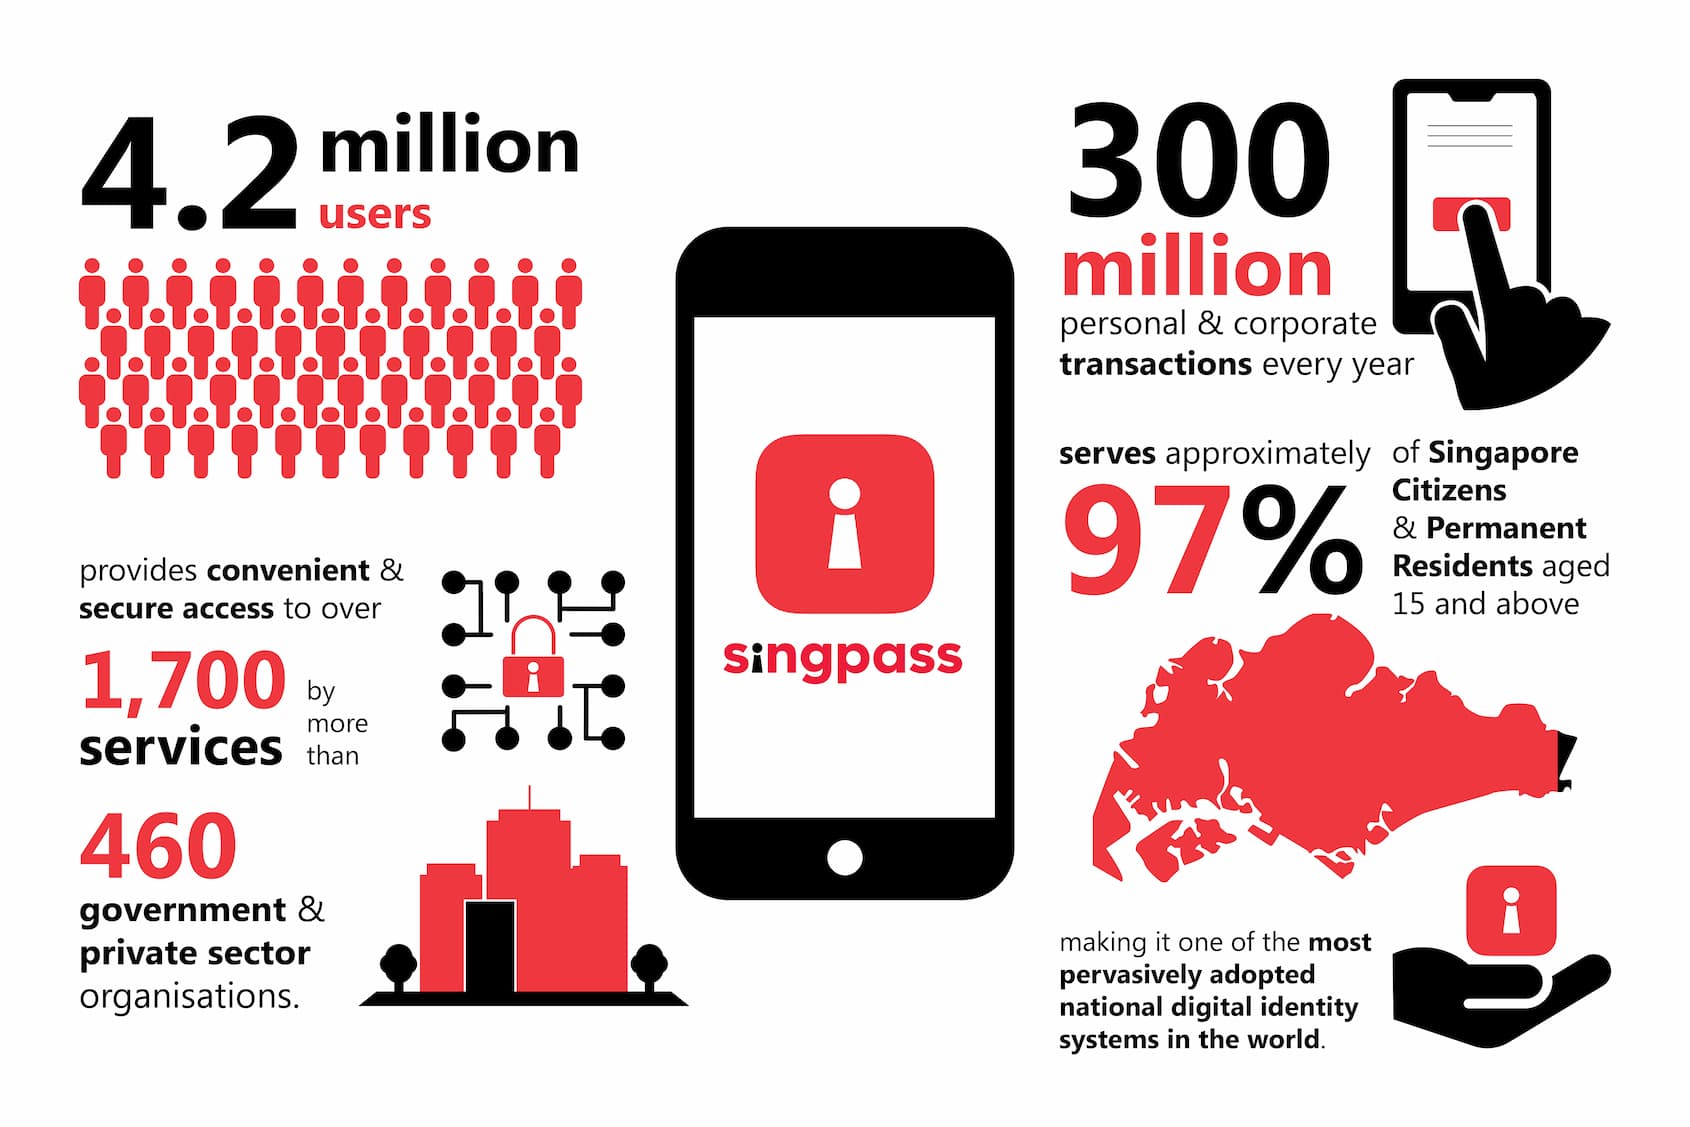 4.2 million
users
provides convenient &
secure access to over
1,700
services
by
more
than
460
government &
private sector
organisations.
singpass
300
million
personal & corporate
transactions every year
serves approximately
97%
of Singapore
Citizens
& Permanent
Residents aged
15 and above
making it one of the most
pervasively adopted
national digital identity
systems in the world.